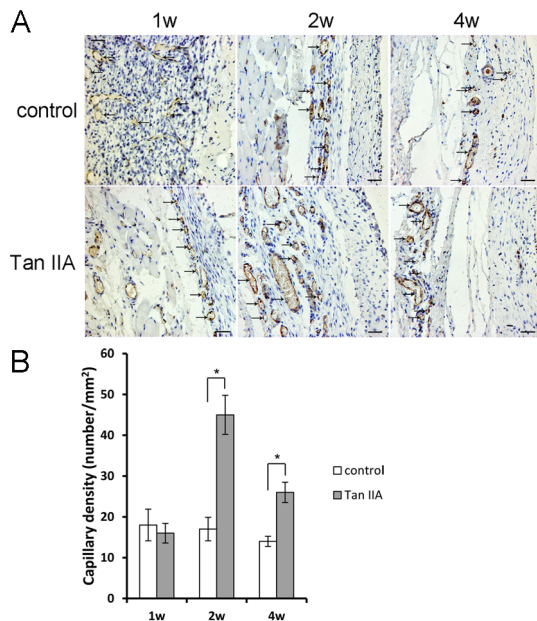 A
1w 2w 4w
control
Tan IIA
B
Capillary density (number/mm²)
60
50
40
30
20
10
0
* *
control
Tan IIA
1w 2w 4w